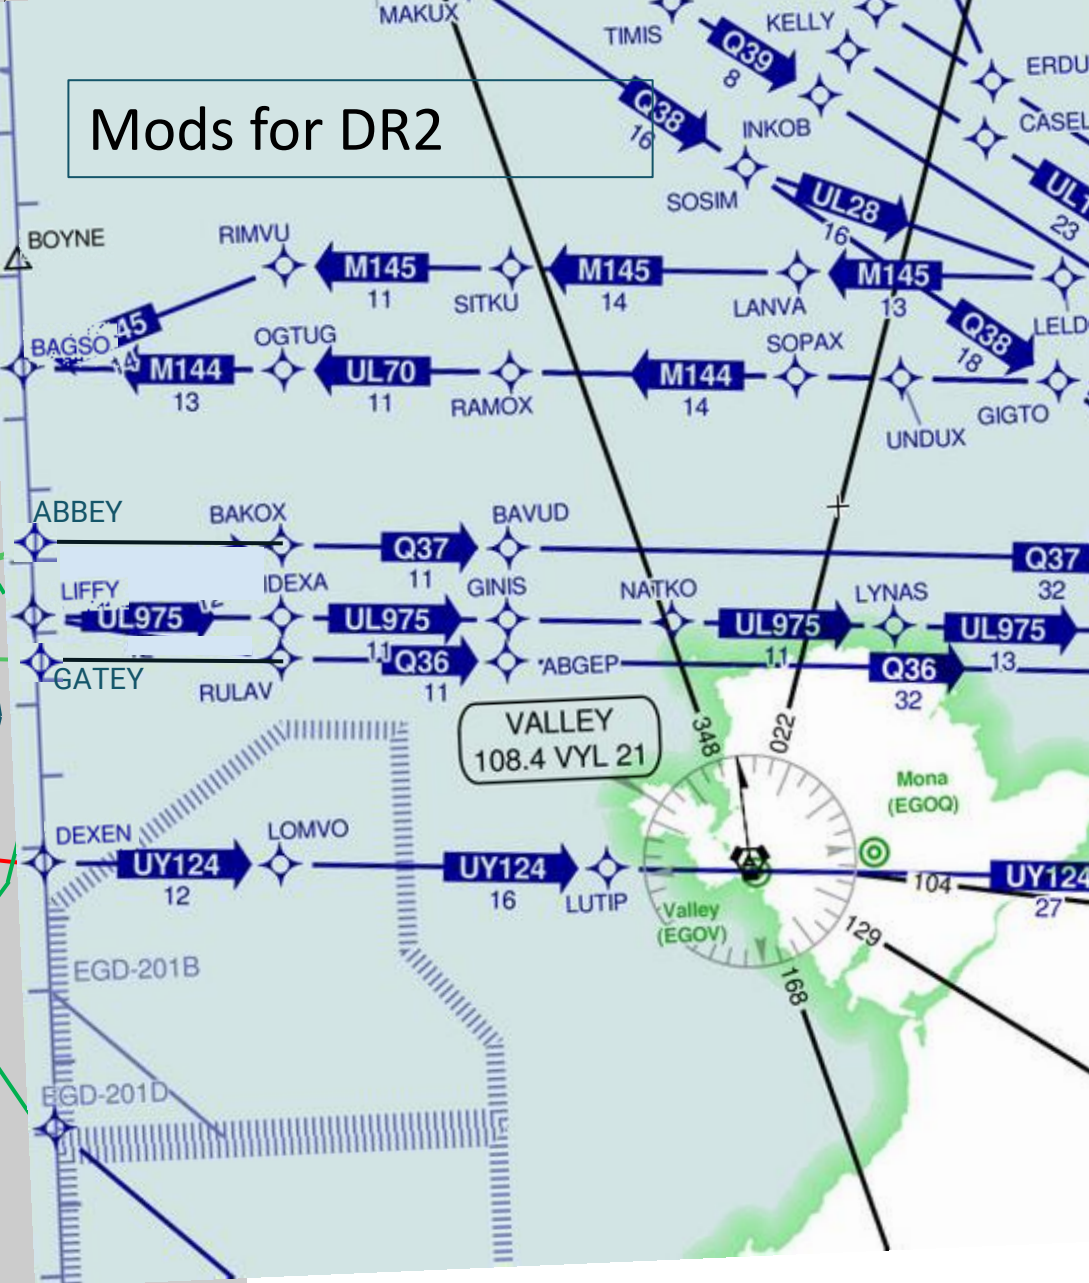 MAKUX
TIMIS
KELLY
Q39
8
ERDU
Mods for DR2
Q38
16
INKOB
CASEL
SOSIM
UL28
16
UL1
23
BOYNE
RIMVU
M145
11
SITKU
M145
14
LANVA
M145
13
Q38
18
LELD
45
14
BAGSO
OGTUG
SOPAX
M144
13
UL70
11
RAMOX
M144
14
UNDUX
GIGTO
ABBEY
BAKOX
BAVUD
Q37
11
Q37
32
LIFFY
IDEXA
GINIS
NATKO
LYNAS
UL975
UL975
11
UL975
11
UL975
13
GATEY
RULAV
Q36
11
ABGEP
Q36
32
VALLEY
108.4 VYL 21
348
022
Mona
(EGOQ)
DEXEN
LOMVO
UY124
12
UY124
16
LUTIP
UY124
27
104
129
168
Valley
(EGOV)
EGD-201B
EGD-201D